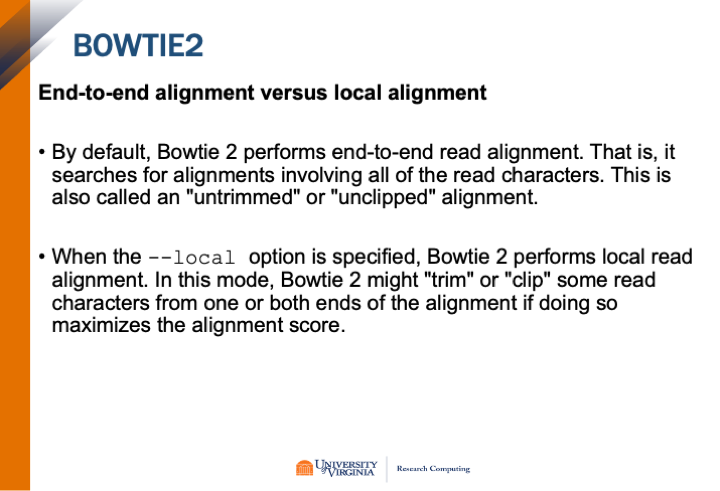 BOWTIE2
End-to-end alignment versus local alignment
• By default, Bowtie 2 performs end-to-end read alignment. That is, it
searches for alignments involving all of the read characters. This is
also called an "untrimmed" or "unclipped" alignment.
• When the --local option is specified, Bowtie 2 performs local read
alignment. In this mode, Bowtie 2 might "trim" or "clip" some read
characters from one or both ends of the alignment if doing so
maximizes the alignment score.
UNIVERSITY
of VIRGINIA
Research Computing